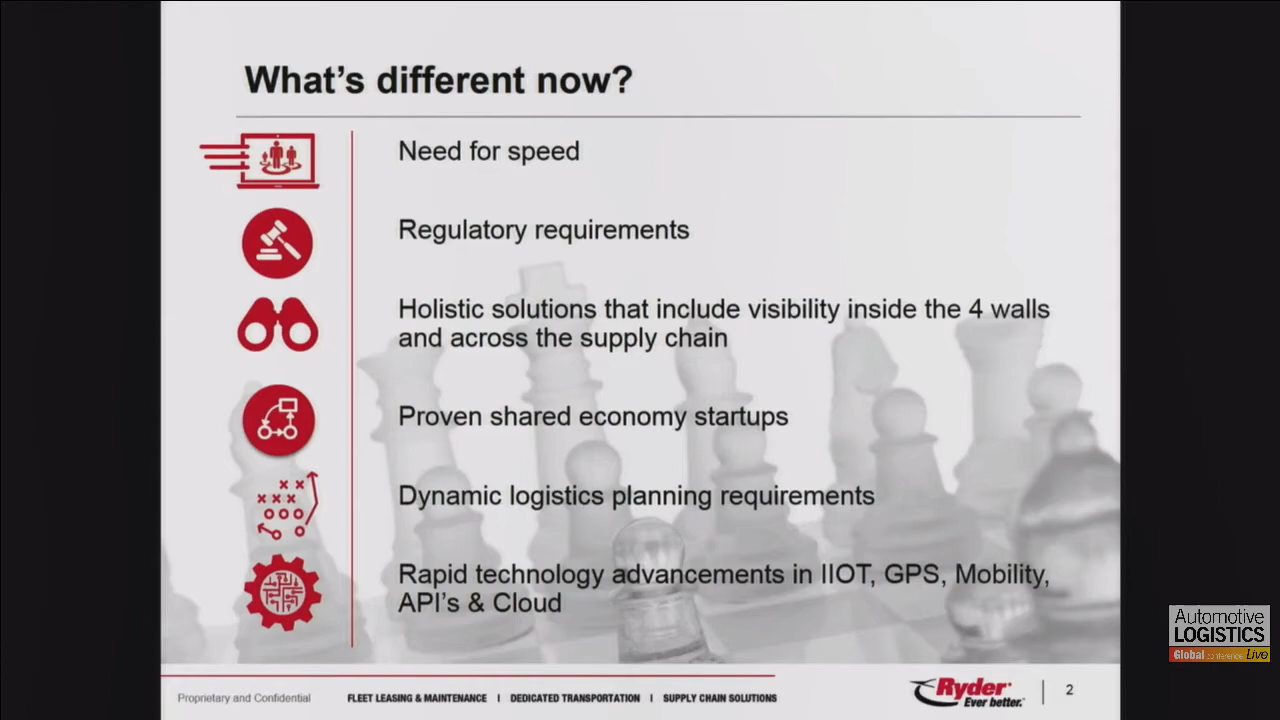 What's different now?
Need for speed
Regulatory requirements
Holistic solutions that include visibility inside the 4 walls
and across the supply chain
Proven shared economy startups
Dynamic logistics planning requirements
Rapid technology advancements in IIOT, GPS, Mobility,
API's & Cloud
Automotive
LOGISTICS
Global conference Live
Proprietary and Confidential
FLEET LEASING & MAINTENANCE I DEDICATED TRANSPORTATION I SUPPLY CHAIN SOLUTIONS
Ryder
Ever better.
2